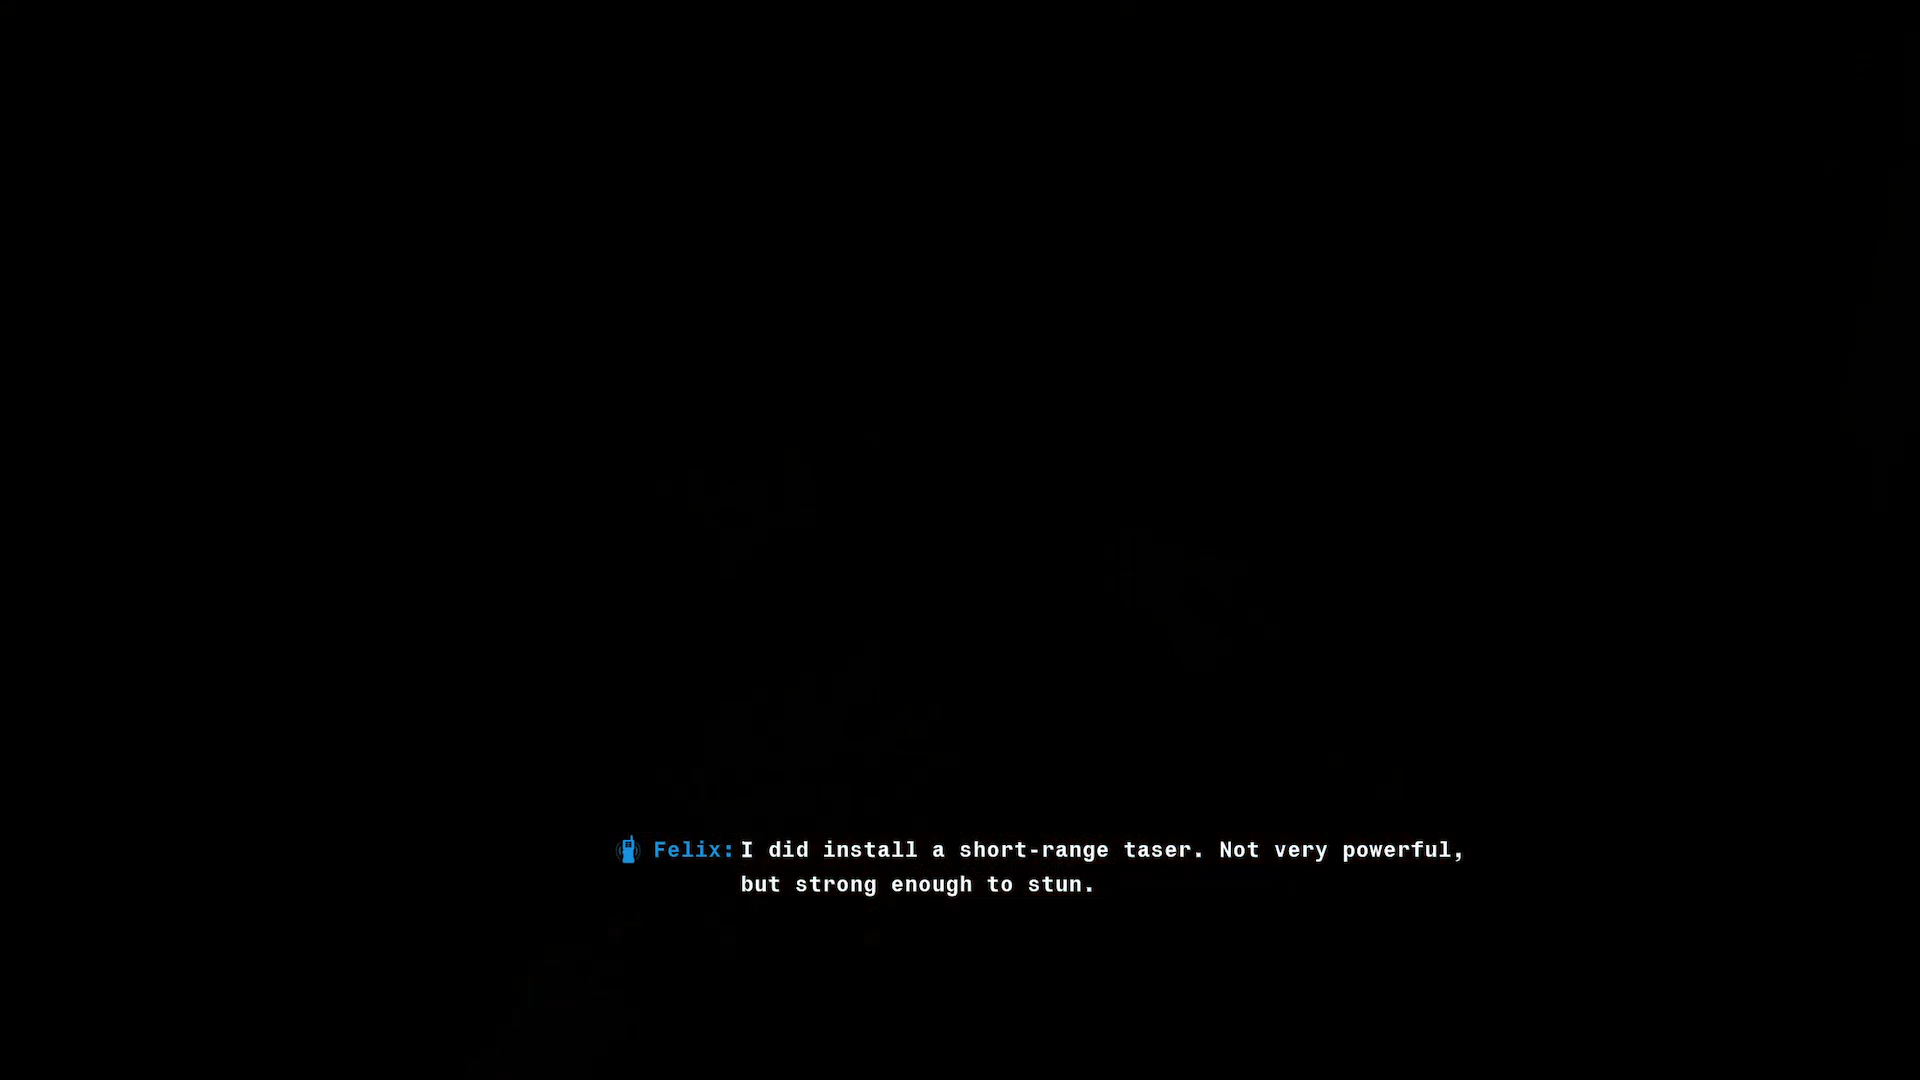 Felix: I did install a short-range taser. Not very powerful,
but strong enough to stun.